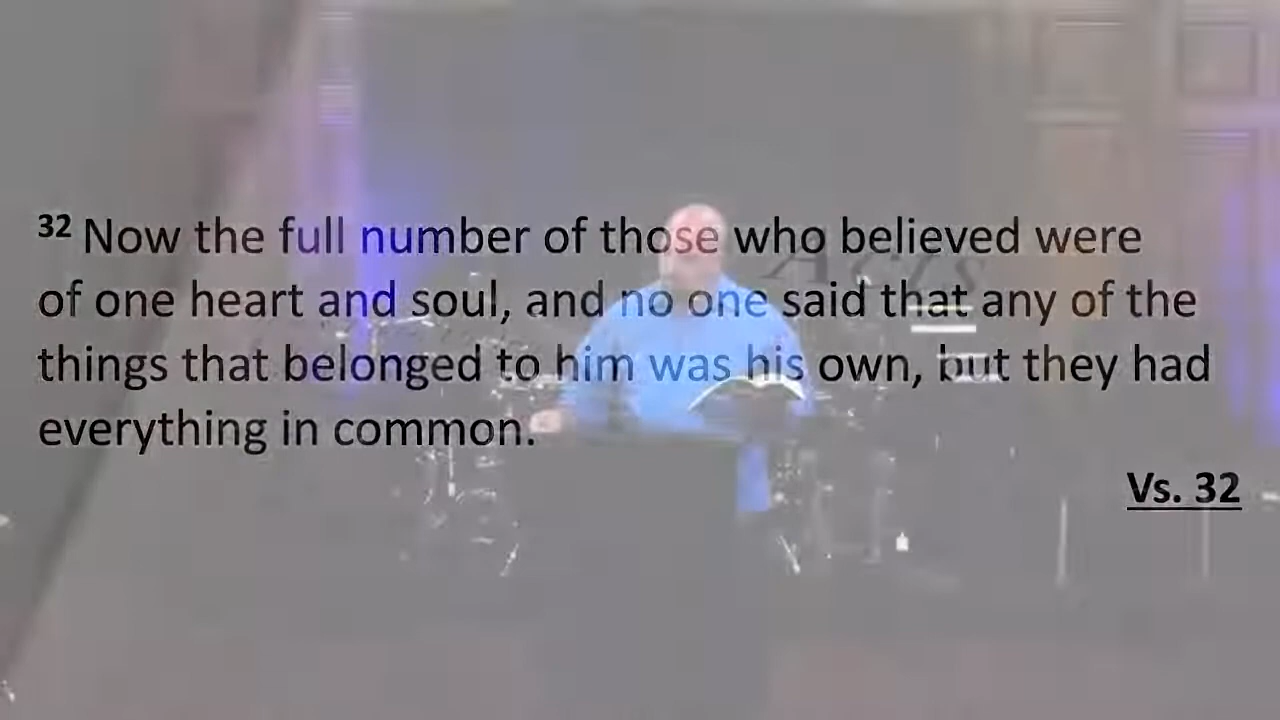 Acts
32 Now the full number of those who believed were
of one heart and soul, and no one said that any of the
things that belonged to him was his own, but they had
everything in common.
Vs. 32